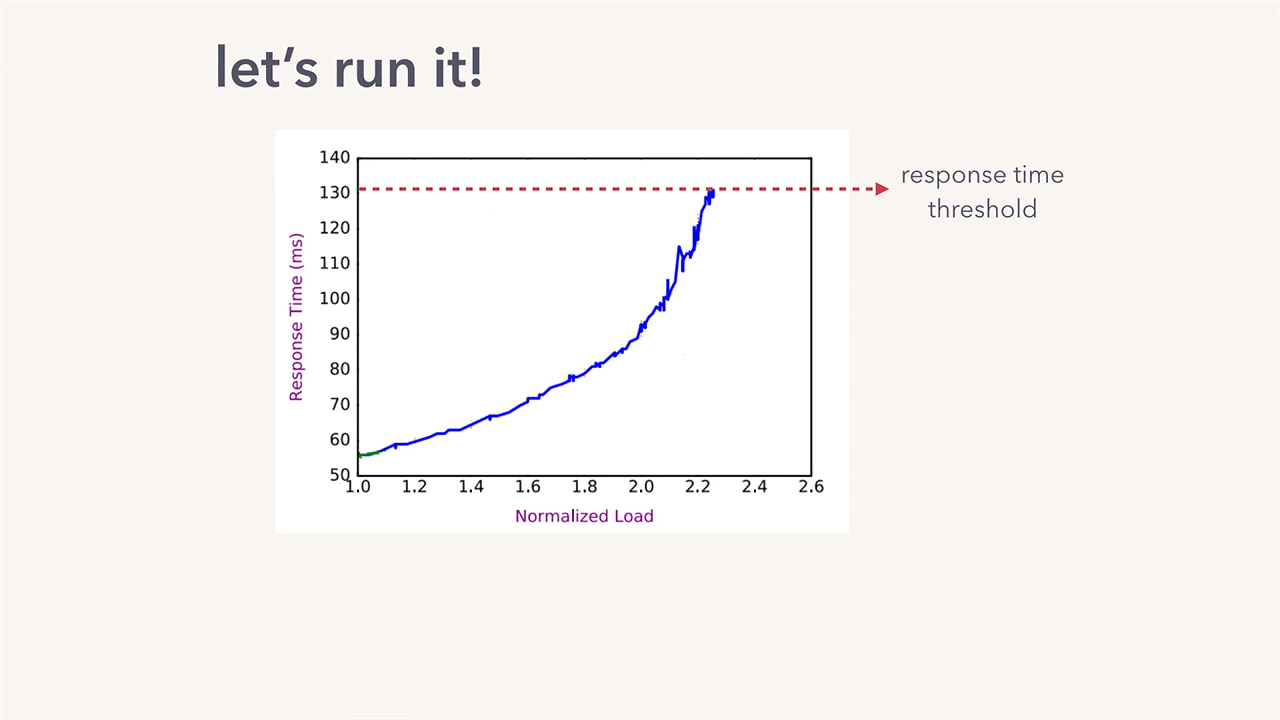 let’s run it!
140
130
120
110
100
90
80
70
60
50
Response Time (ms)
1.0 1.2 1.4 1.6 1.8 2.0 2.2 2.4 2.6
Normalized Load
response time
threshold